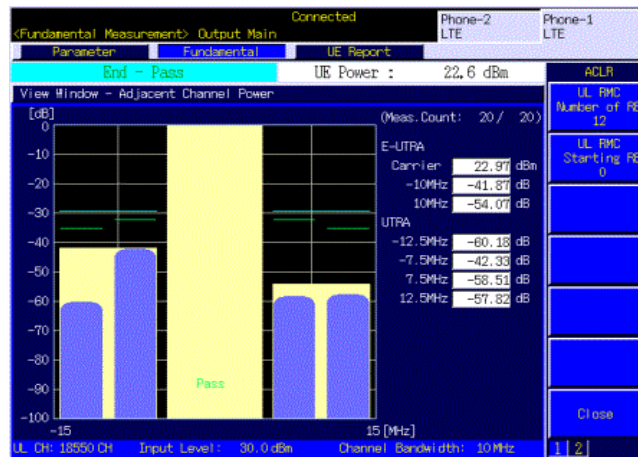 Connected
<Fundamental Measurement> Output Main
Phone-2
LTE
Phone-1
LTE
Parameter
Fundamental
UE Report
End - Pass
UE Power :
22.6 dBm
ACLR
View Window - Adjacent Channel Power
UL RMC
Number of RB
12
UL RMC
Starting RB
0
[dB]
(Meas.Count: 20/ 20)
0
-10
-20
-30
-40
-50
-60
-70
-80
-90
-100
E-UTRA
Carrier 22.97 dBm
-10MHz -41.87 dB
10MHz -54.07 dB
UTRA
-12.5MHz -60.18 dB
-7.5MHz -42.33 dB
7.5MHz -58.51 dB
12.5MHz -57.82 dB
Pass
-15
15 [MHz]
Close
UL CH: 18550 CH Input Level: 30.0 dBm Channel Bandwidth: 10 MHz
1 2